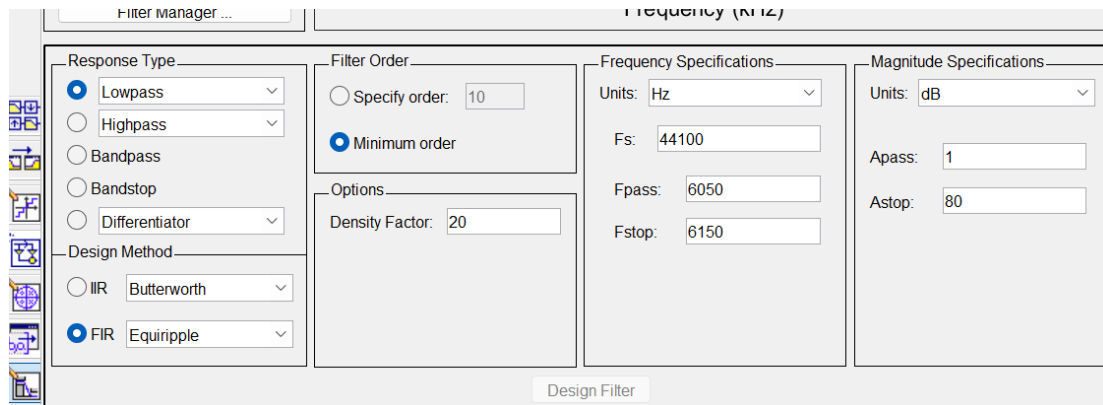 Filter Manager ...
Frequency (kHz)
Response Type
Lowpass
Highpass
Bandpass
Bandstop
Differentiator
Design Method
IIR Butterworth
FIR Equiripple
Filter Order
Specify order: 10
Minimum order
Options
Density Factor: 20
Frequency Specifications
Units: Hz
Fs: 44100
Fpass: 6050
Fstop: 6150
Magnitude Specifications
Units: dB
Apass: 1
Astop: 80
Design Filter